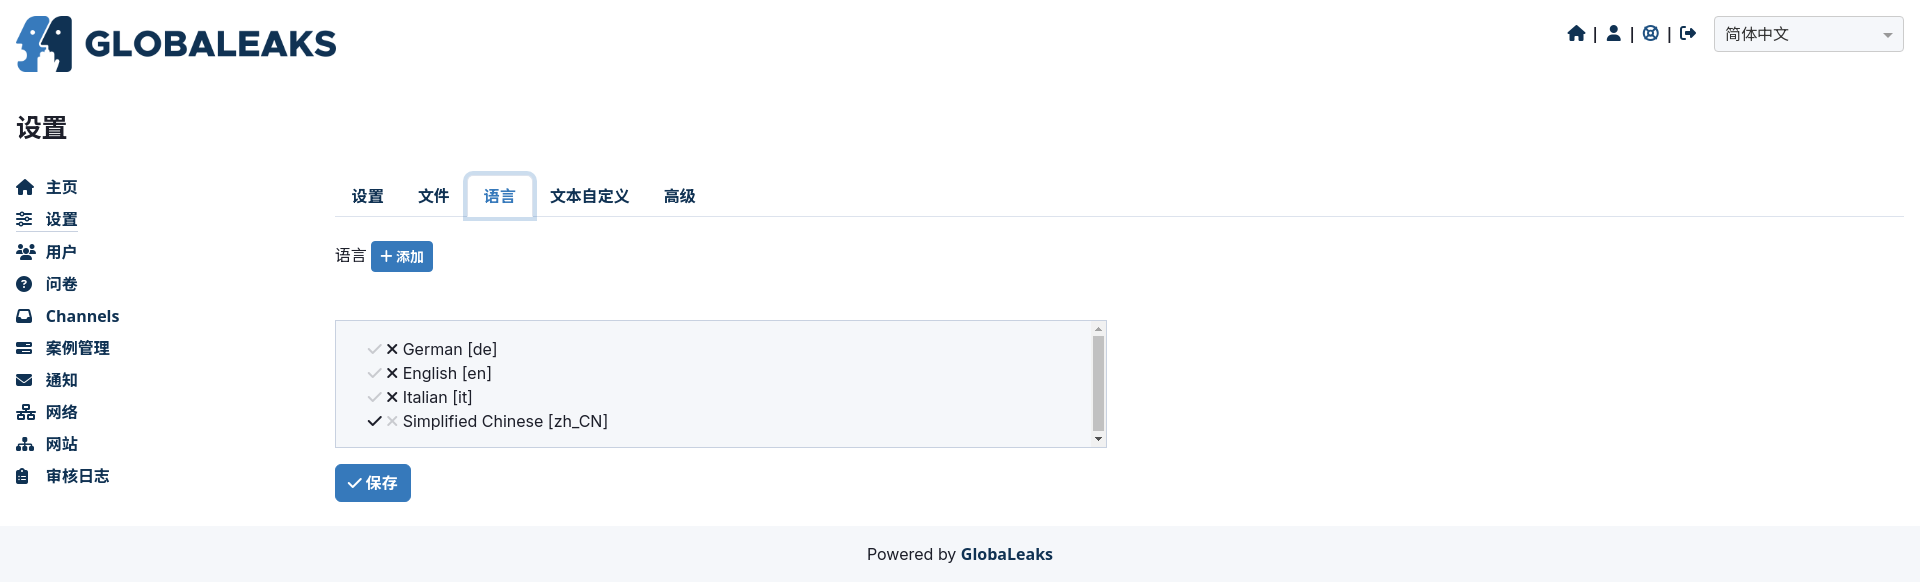 GLOBALEAKS
| | |
简体中文
设置
主页
设置
用户
问卷
Channels
案例管理
通知
网络
网站
审核日志
设置 文件 语言 文本自定义 高级
语言 添加
German [de]
English [en]
Italian [it]
Simplified Chinese [zh_CN]
保存
Powered by GlobaLeaks